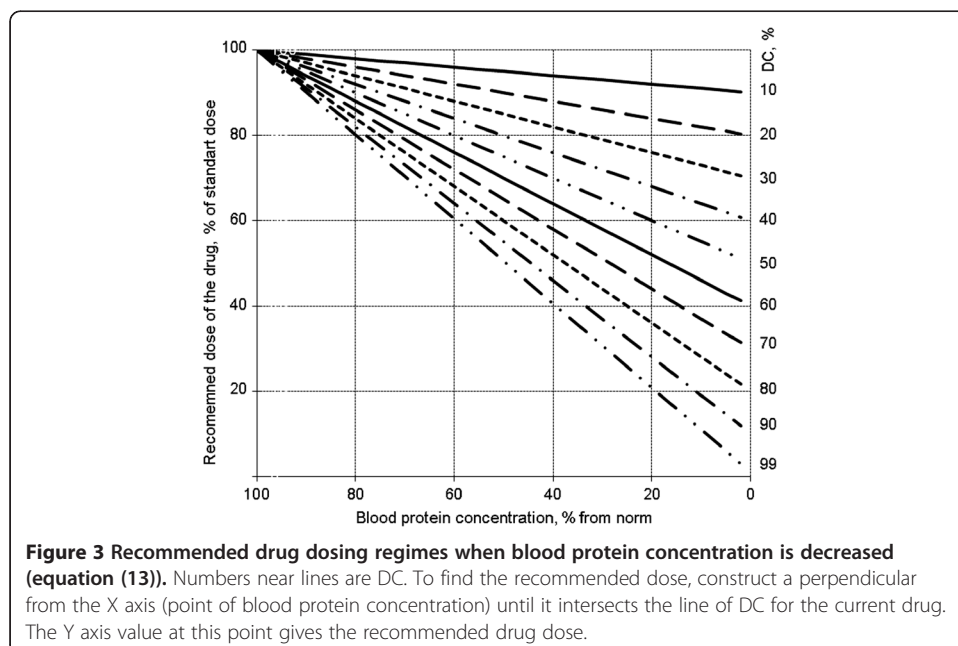 100
80
60
40
20
Recomemned dose of the drug, % of standart dose
DC, %
10
20
30
40
50
60
70
80
90
99
100 80 60 40 20 0
Blood protein concentration, % from norm
Figure 3 Recommended drug dosing regimes when blood protein concentration is decreased
(equation (13)). Numbers near lines are DC. To find the recommended dose, construct a perpendicular
from the X axis (point of blood protein concentration) until it intersects the line of DC for the current drug.
The Y axis value at this point gives the recommended drug dose.